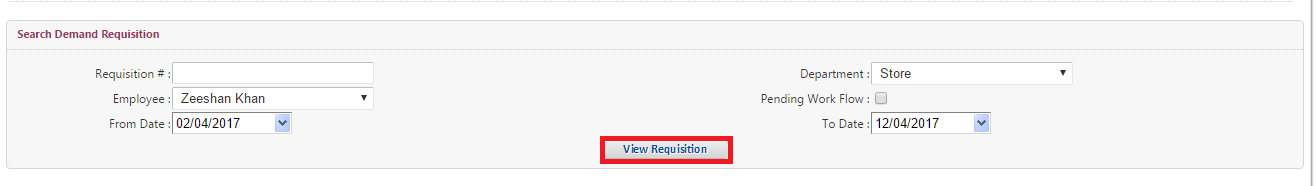 Search Demand Requisition
Requisition # : Department : Store
Employee : Zeeshan Khan Pending Work Flow :
From Date : 02/04/2017 To Date : 12/04/2017
View Requisition